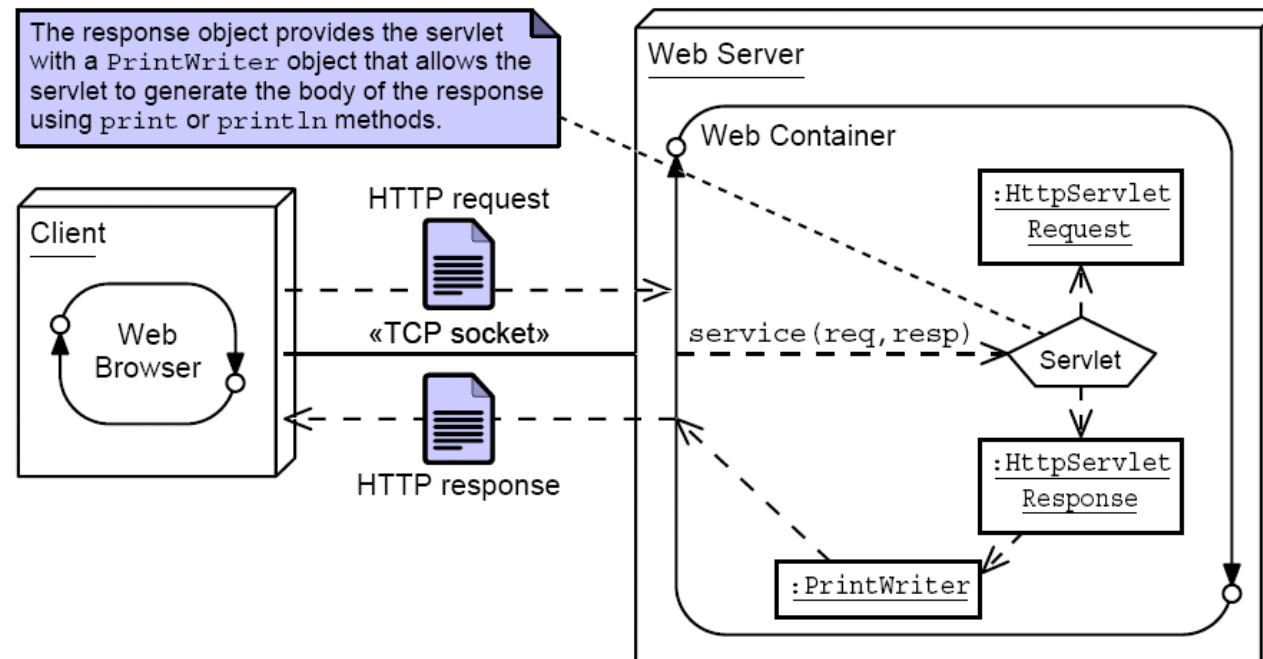 The response object provides the servlet
with a PrintWriter object that allows the
servlet to generate the body of the response
using print or println methods.
Web Server
Web Container
HTTP request
:HttpServlet
Request
Client
Web
Browser
«TCP socket»
service(req,resp)
Servlet
HTTP response
:HttpServlet
Response
:PrintWriter